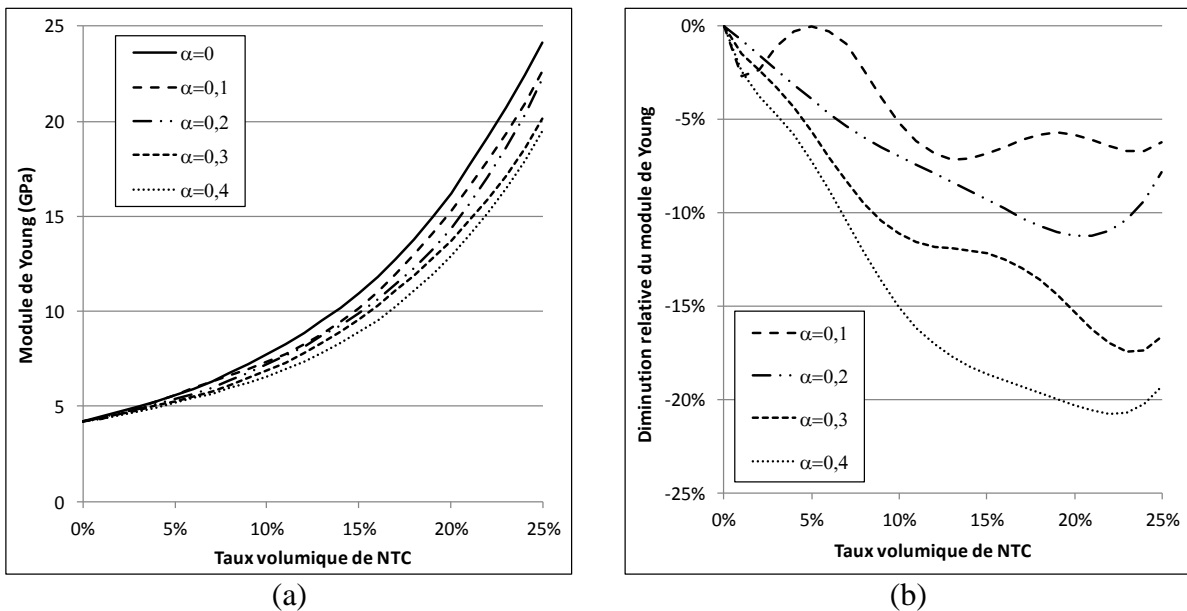 25
20
15
10
5
0
0%
5%
10%
15%
20%
25%
Module de Young (GPa)
Taux volumique de NTC
α=0
α=0,1
α=0,2
α=0,3
α=0,4
(a)
0%
-5%
-10%
-15%
-20%
-25%
0%
5%
10%
15%
20%
25%
Diminution relative du module de Young
Taux volumique de NTC
α=0,1
α=0,2
α=0,3
α=0,4
(b)